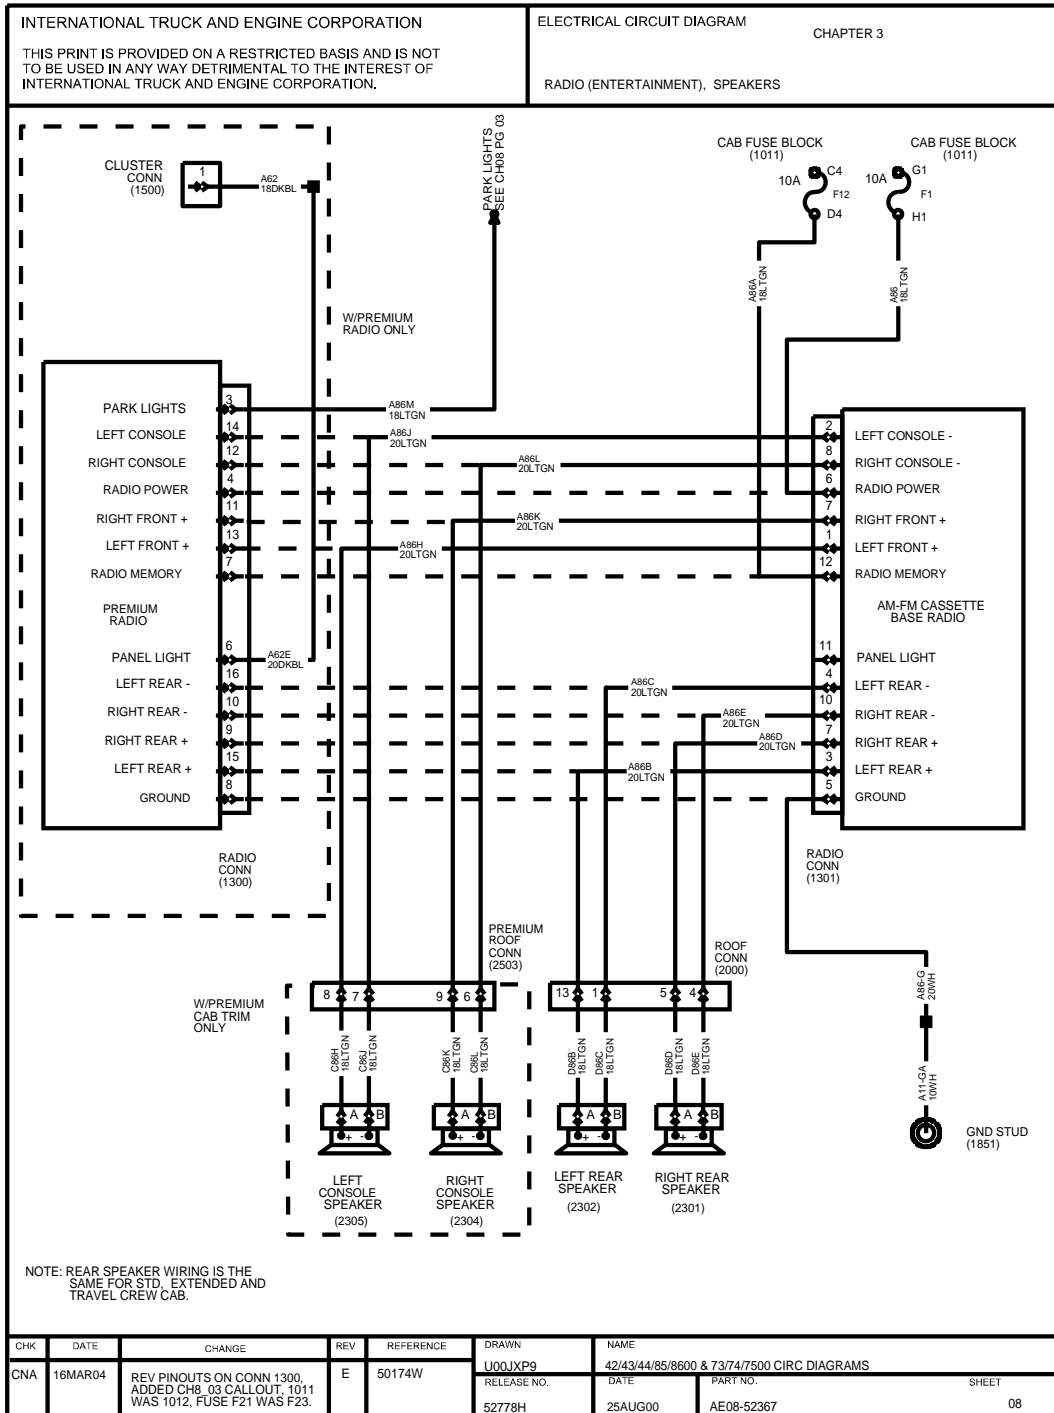 INTERNATIONAL TRUCK AND ENGINE CORPORATION
THIS PRINT IS PROVIDED ON A RESTRICTED BASIS AND IS NOT
TO BE USED IN ANY WAY DETRIMENTAL TO THE INTEREST OF
INTERNATIONAL TRUCK AND ENGINE CORPORATION.
ELECTRICAL CIRCUIT DIAGRAM
CHAPTER 3
RADIO (ENTERTAINMENT), SPEAKERS
CLUSTER
CONN
(1500)
1
A62
18DKBL
PARK LIGHTS
SEE CH08 PG 03
CAB FUSE BLOCK
(1011)
10A
C4
F12
D4
CAB FUSE BLOCK
(1011)
10A
G1
F1
H1
A86A
18LTGN
A86
18LTGN
W/PREMIUM
RADIO ONLY
PARK LIGHTS
3
A86M
18LTGN
LEFT CONSOLE
14
A86J
20LTGN
2
LEFT CONSOLE -
RIGHT CONSOLE
12
A86L
20LTGN
8
RIGHT CONSOLE -
RADIO POWER
4
6
RADIO POWER
RIGHT FRONT +
11
A86K
20LTGN
7
RIGHT FRONT +
LEFT FRONT +
13
A86H
20LTGN
1
LEFT FRONT +
RADIO MEMORY
7
12
RADIO MEMORY
PREMIUM
RADIO
AM-FM CASSETTE
BASE RADIO
PANEL LIGHT
6
A62E
20DKBL
11
PANEL LIGHT
LEFT REAR -
16
A86C
20LTGN
4
LEFT REAR -
RIGHT REAR -
10
A86E
20LTGN
10
RIGHT REAR -
RIGHT REAR +
9
A86D
20LTGN
7
RIGHT REAR +
LEFT REAR +
15
A86B
20LTGN
3
LEFT REAR +
GROUND
8
5
GROUND
RADIO
CONN
(1300)
RADIO
CONN
(1301)
PREMIUM
ROOF
CONN
(2503)
ROOF
CONN
(2000)
W/PREMIUM
CAB TRIM
ONLY
8 7 9 6
13 1 5 4
C86H
18LTGN
C86J
18LTGN
C86K
18LTGN
C86L
18LTGN
D86B
18LTGN
D86C
18LTGN
D86D
18LTGN
D86E
18LTGN
A86-G
20WH
A11-GA
10WH
A B
+ -
A B
+ -
A B
+ -
A B
+ -
GND STUD
(1851)
LEFT
CONSOLE
SPEAKER
(2305)
RIGHT
CONSOLE
SPEAKER
(2304)
LEFT REAR
SPEAKER
(2302)
RIGHT REAR
SPEAKER
(2301)
NOTE: REAR SPEAKER WIRING IS THE
SAME FOR STD, EXTENDED AND
TRAVEL CREW CAB.
CHK DATE CHANGE REV REFERENCE
CNA 16MAR04 REV PINOUTS ON CONN 1300,
ADDED CH8_03 CALLOUT, 1011
WAS 1012, FUSE F21 WAS F23.
E 50174W
DRAWN
U00JXP9
NAME
42/43/44/85/8600 & 73/74/7500 CIRC DIAGRAMS
RELEASE NO.
52778H
DATE
25AUG00
PART NO.
AE08-52367
SHEET
08